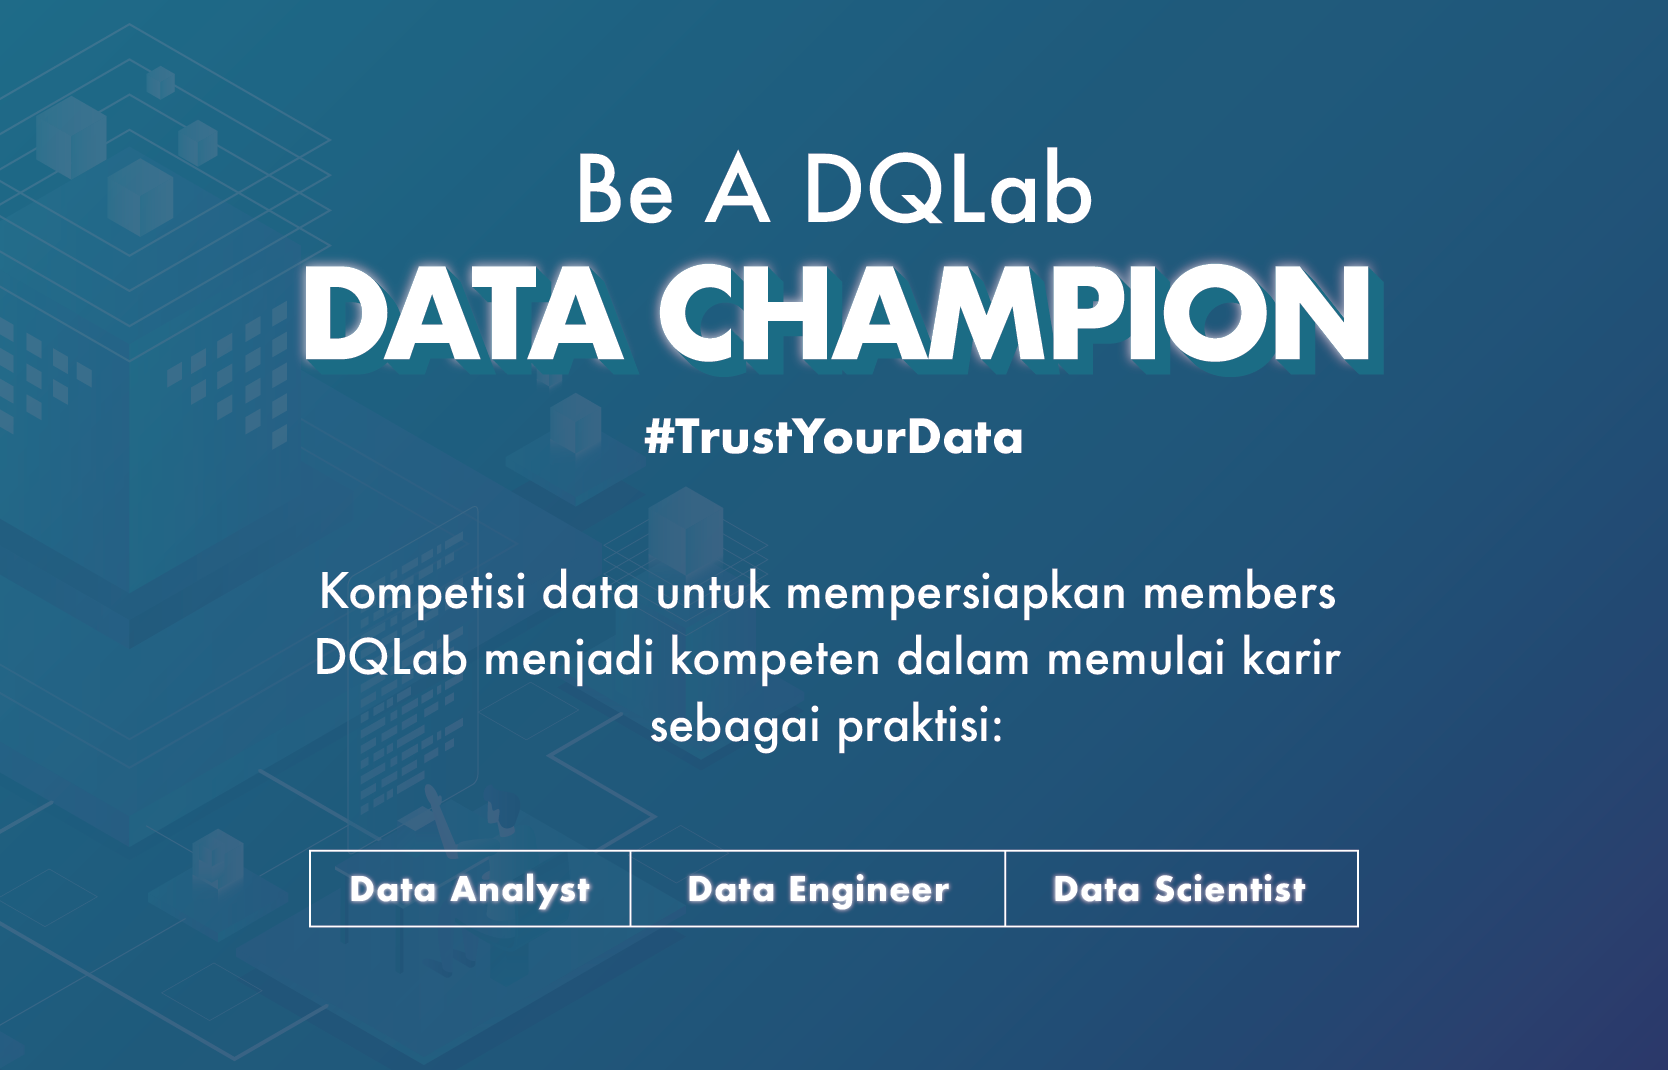 Be A DQLab
DATA CHAMPION
#TrustYourData
Kompetisi data untuk mempersiapkan members
DQLab menjadi kompeten dalam memulai karir
sebagai praktisi:
Data Analyst
Data Engineer
Data Scientist